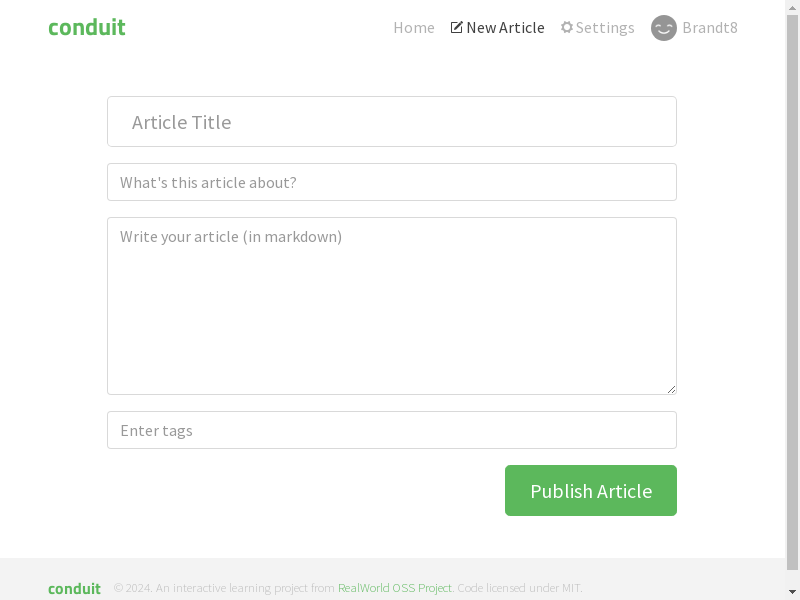 conduit
Home New Article Settings Brandt8
Article Title
What's this article about?
Write your article (in markdown)
Enter tags
Publish Article
conduit © 2024. An interactive learning project from RealWorld OSS Project. Code licensed under MIT.